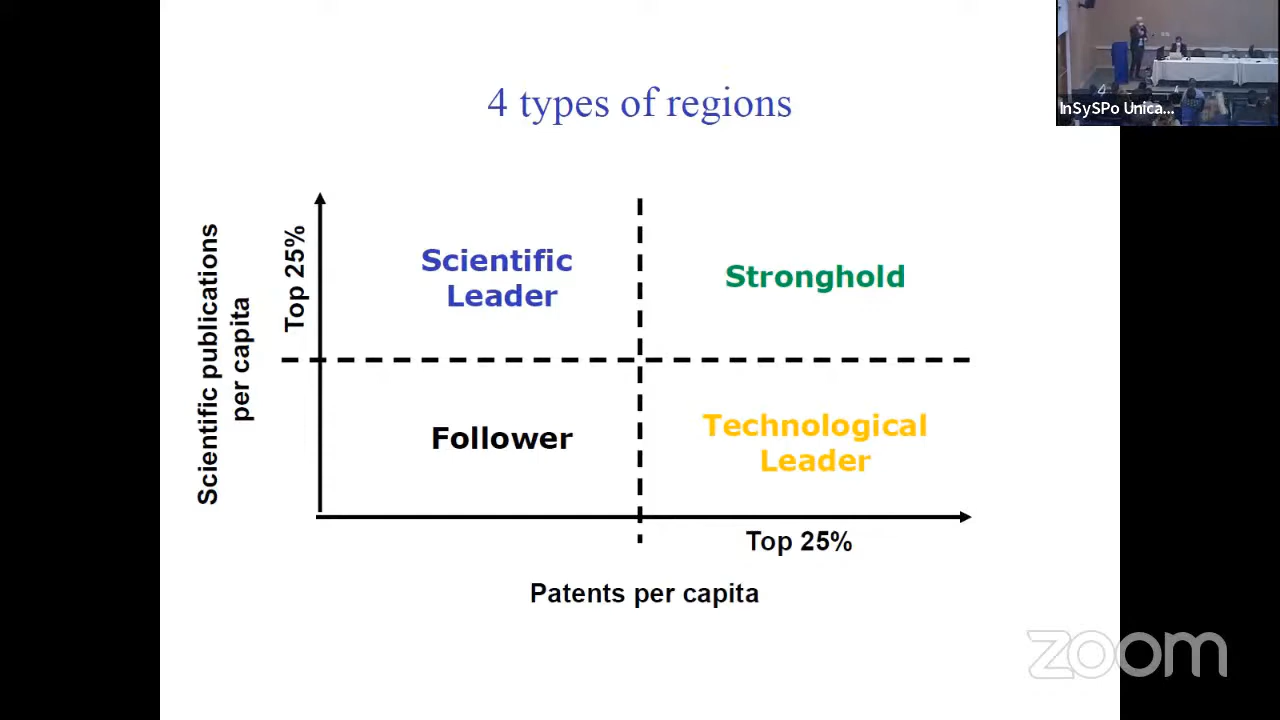 4 types of regions
InSySPo Unica...
Scientific publications
per capita
Top 25%
Scientific
Leader
Stronghold
Follower
Technological
Leader
Top 25%
Patents per capita
zoom